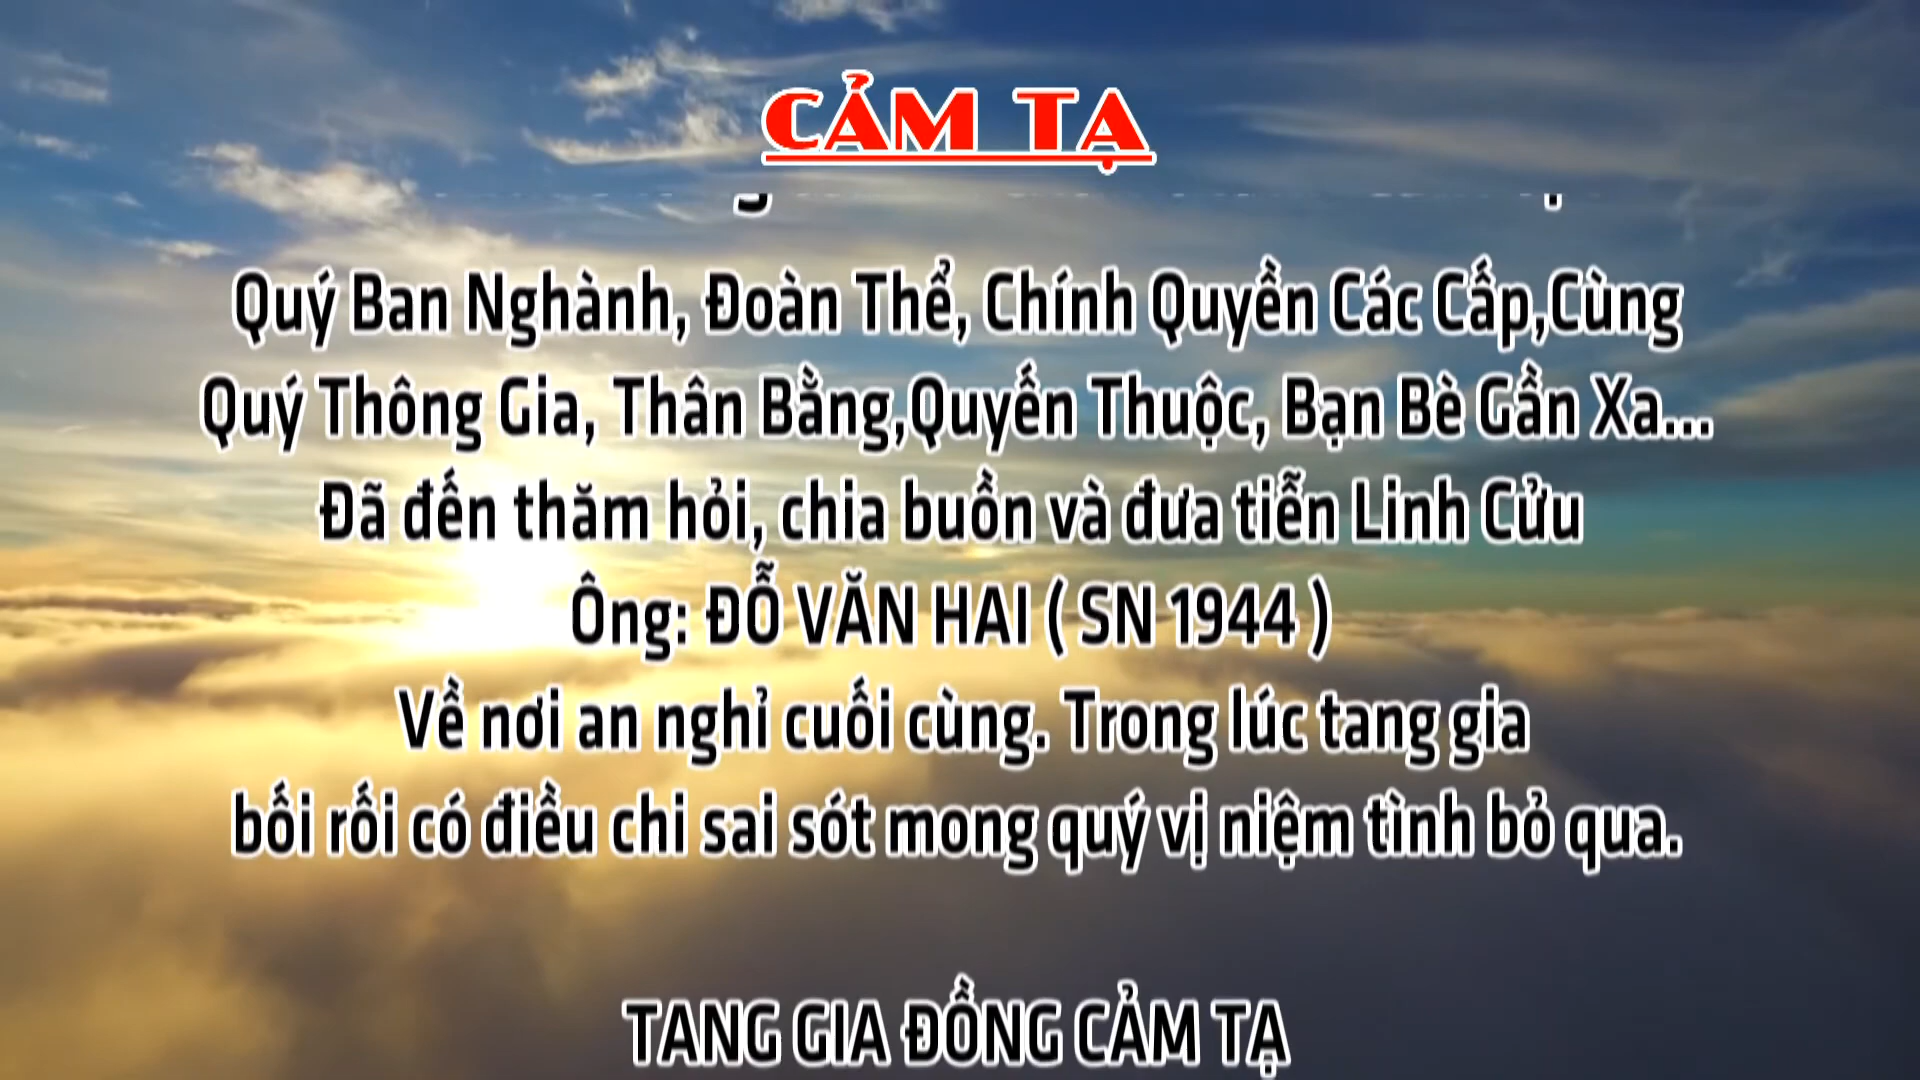 CẢM TẠ
Quý Ban Nghành, Đoàn Thể, Chính Quyền Các Cấp,Cùng
Quý Thông Gia, Thân Bằng,Quyến Thuộc, Bạn Bè Gần Xa...
Đã đến thăm hỏi, chia buồn và đưa tiễn Linh Cửu
Ông: ĐỖ VĂN HAI ( SN 1944 )
Về nơi an nghỉ cuối cùng. Trong lúc tang gia
bối rối có điều chi sai sót mong quý vị niệm tình bỏ qua.
TANG GIA ĐỒNG CẢM TẠ